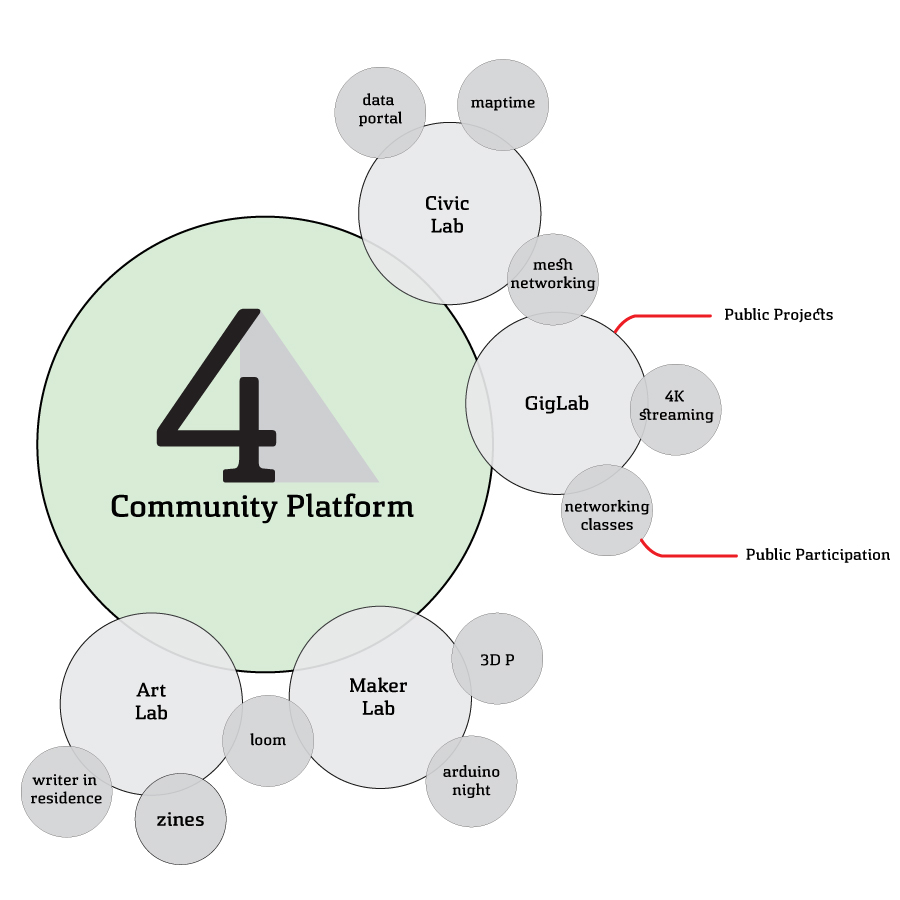 data
portal
maptime
Civic
Lab
mesh
networking
Public Projects
GigLab
4K
streaming
4
Community Platform
networking
classes
Public Participation
Art
Lab
Maker
Lab
3D P
loom
writer in
residence
zines
arduino
night